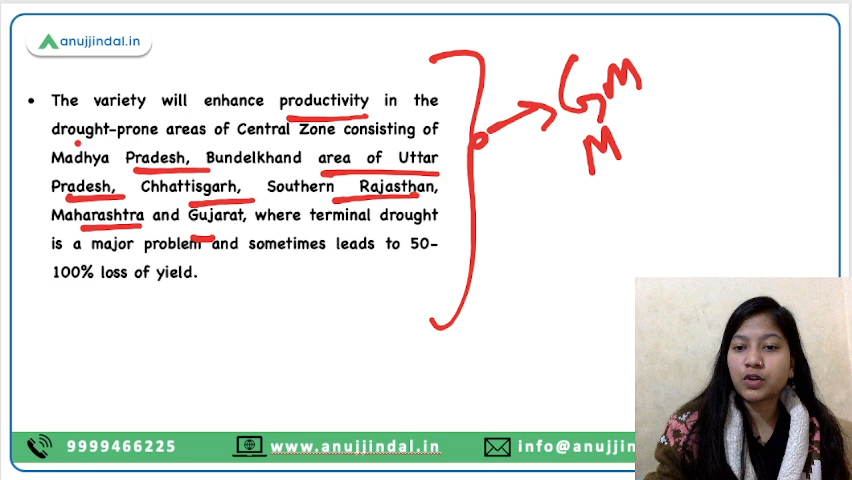 anujjindal.in
• The variety will enhance productivity in the
drought-prone areas of Central Zone consisting of
Madhya Pradesh, Bundelkhand area of Uttar
Pradesh, Chhattisgarh, Southern Rajasthan,
Maharashtra and Gujarat, where terminal drought
is a major problem and sometimes leads to 50-
100% loss of yield.
GM
M
9999466225
www.anujjindal.in
info@anujjin